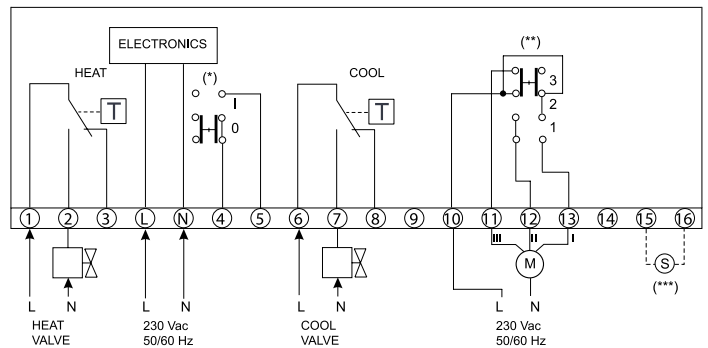 ELECTRONICS
HEAT
(*)
COOL
(**)
T
I
0
T
3
2
1
1 2 3 L N 4 5 6 7 8 9 10 11 12 13 14 15 16
III II I
M
S
(***)
L N L N L N L N
HEAT VALVE
230 Vac 50/60 Hz
COOL VALVE
230 Vac 50/60 Hz